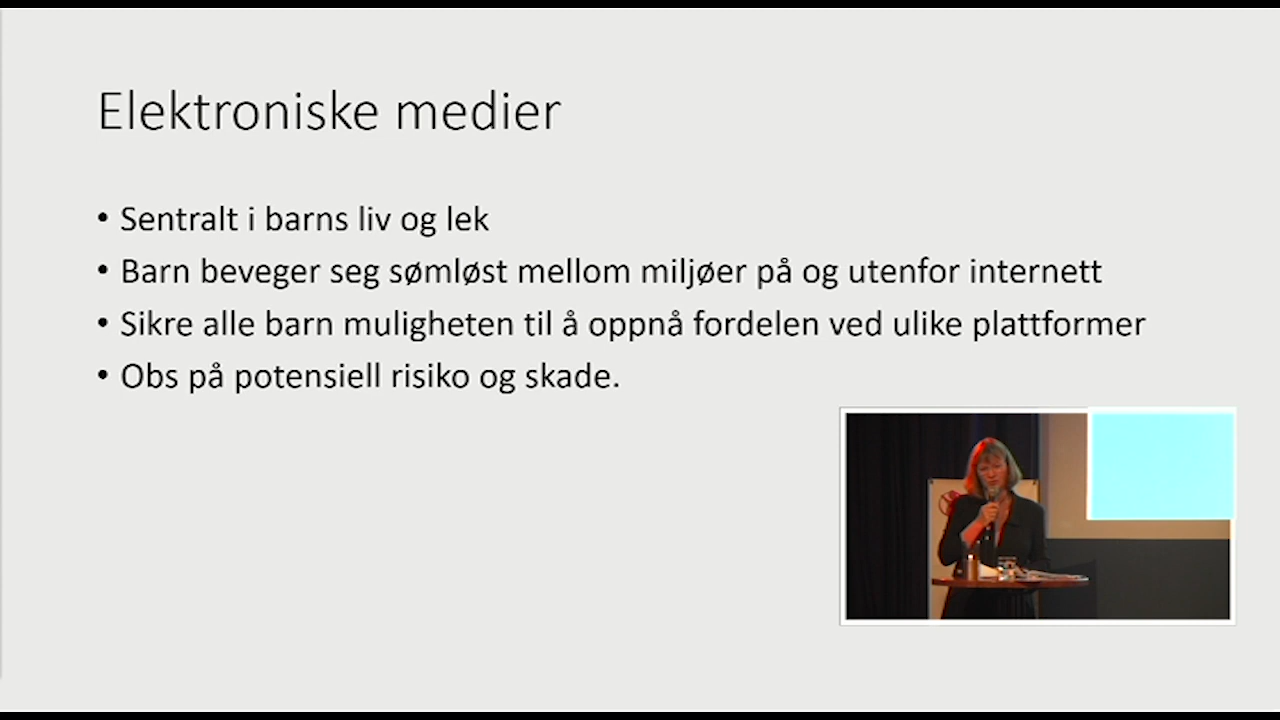 Elektroniske medier
• Sentralt i barns liv og lek
• Barn beveger seg sømløst mellom miljøer på og utenfor internett
• Sikre alle barn muligheten til å oppnå fordelen ved ulike plattformer
• Obs på potensiell risiko og skade.